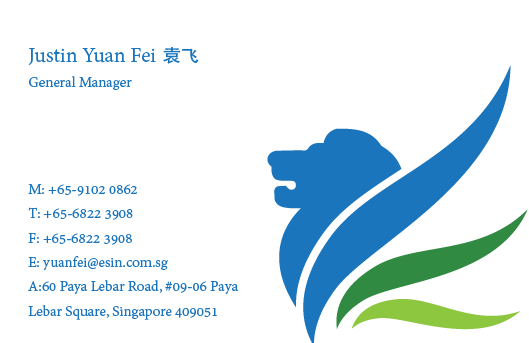 Justin Yuan Fei 袁飞
General Manager
M: +65-9102 0862
T: +65-6822 3908
F: +65-6822 3908
E: yuanfei@esin.com.sg
A:60 Paya Lebar Road, #09-06 Paya
Lebar Square, Singapore 409051